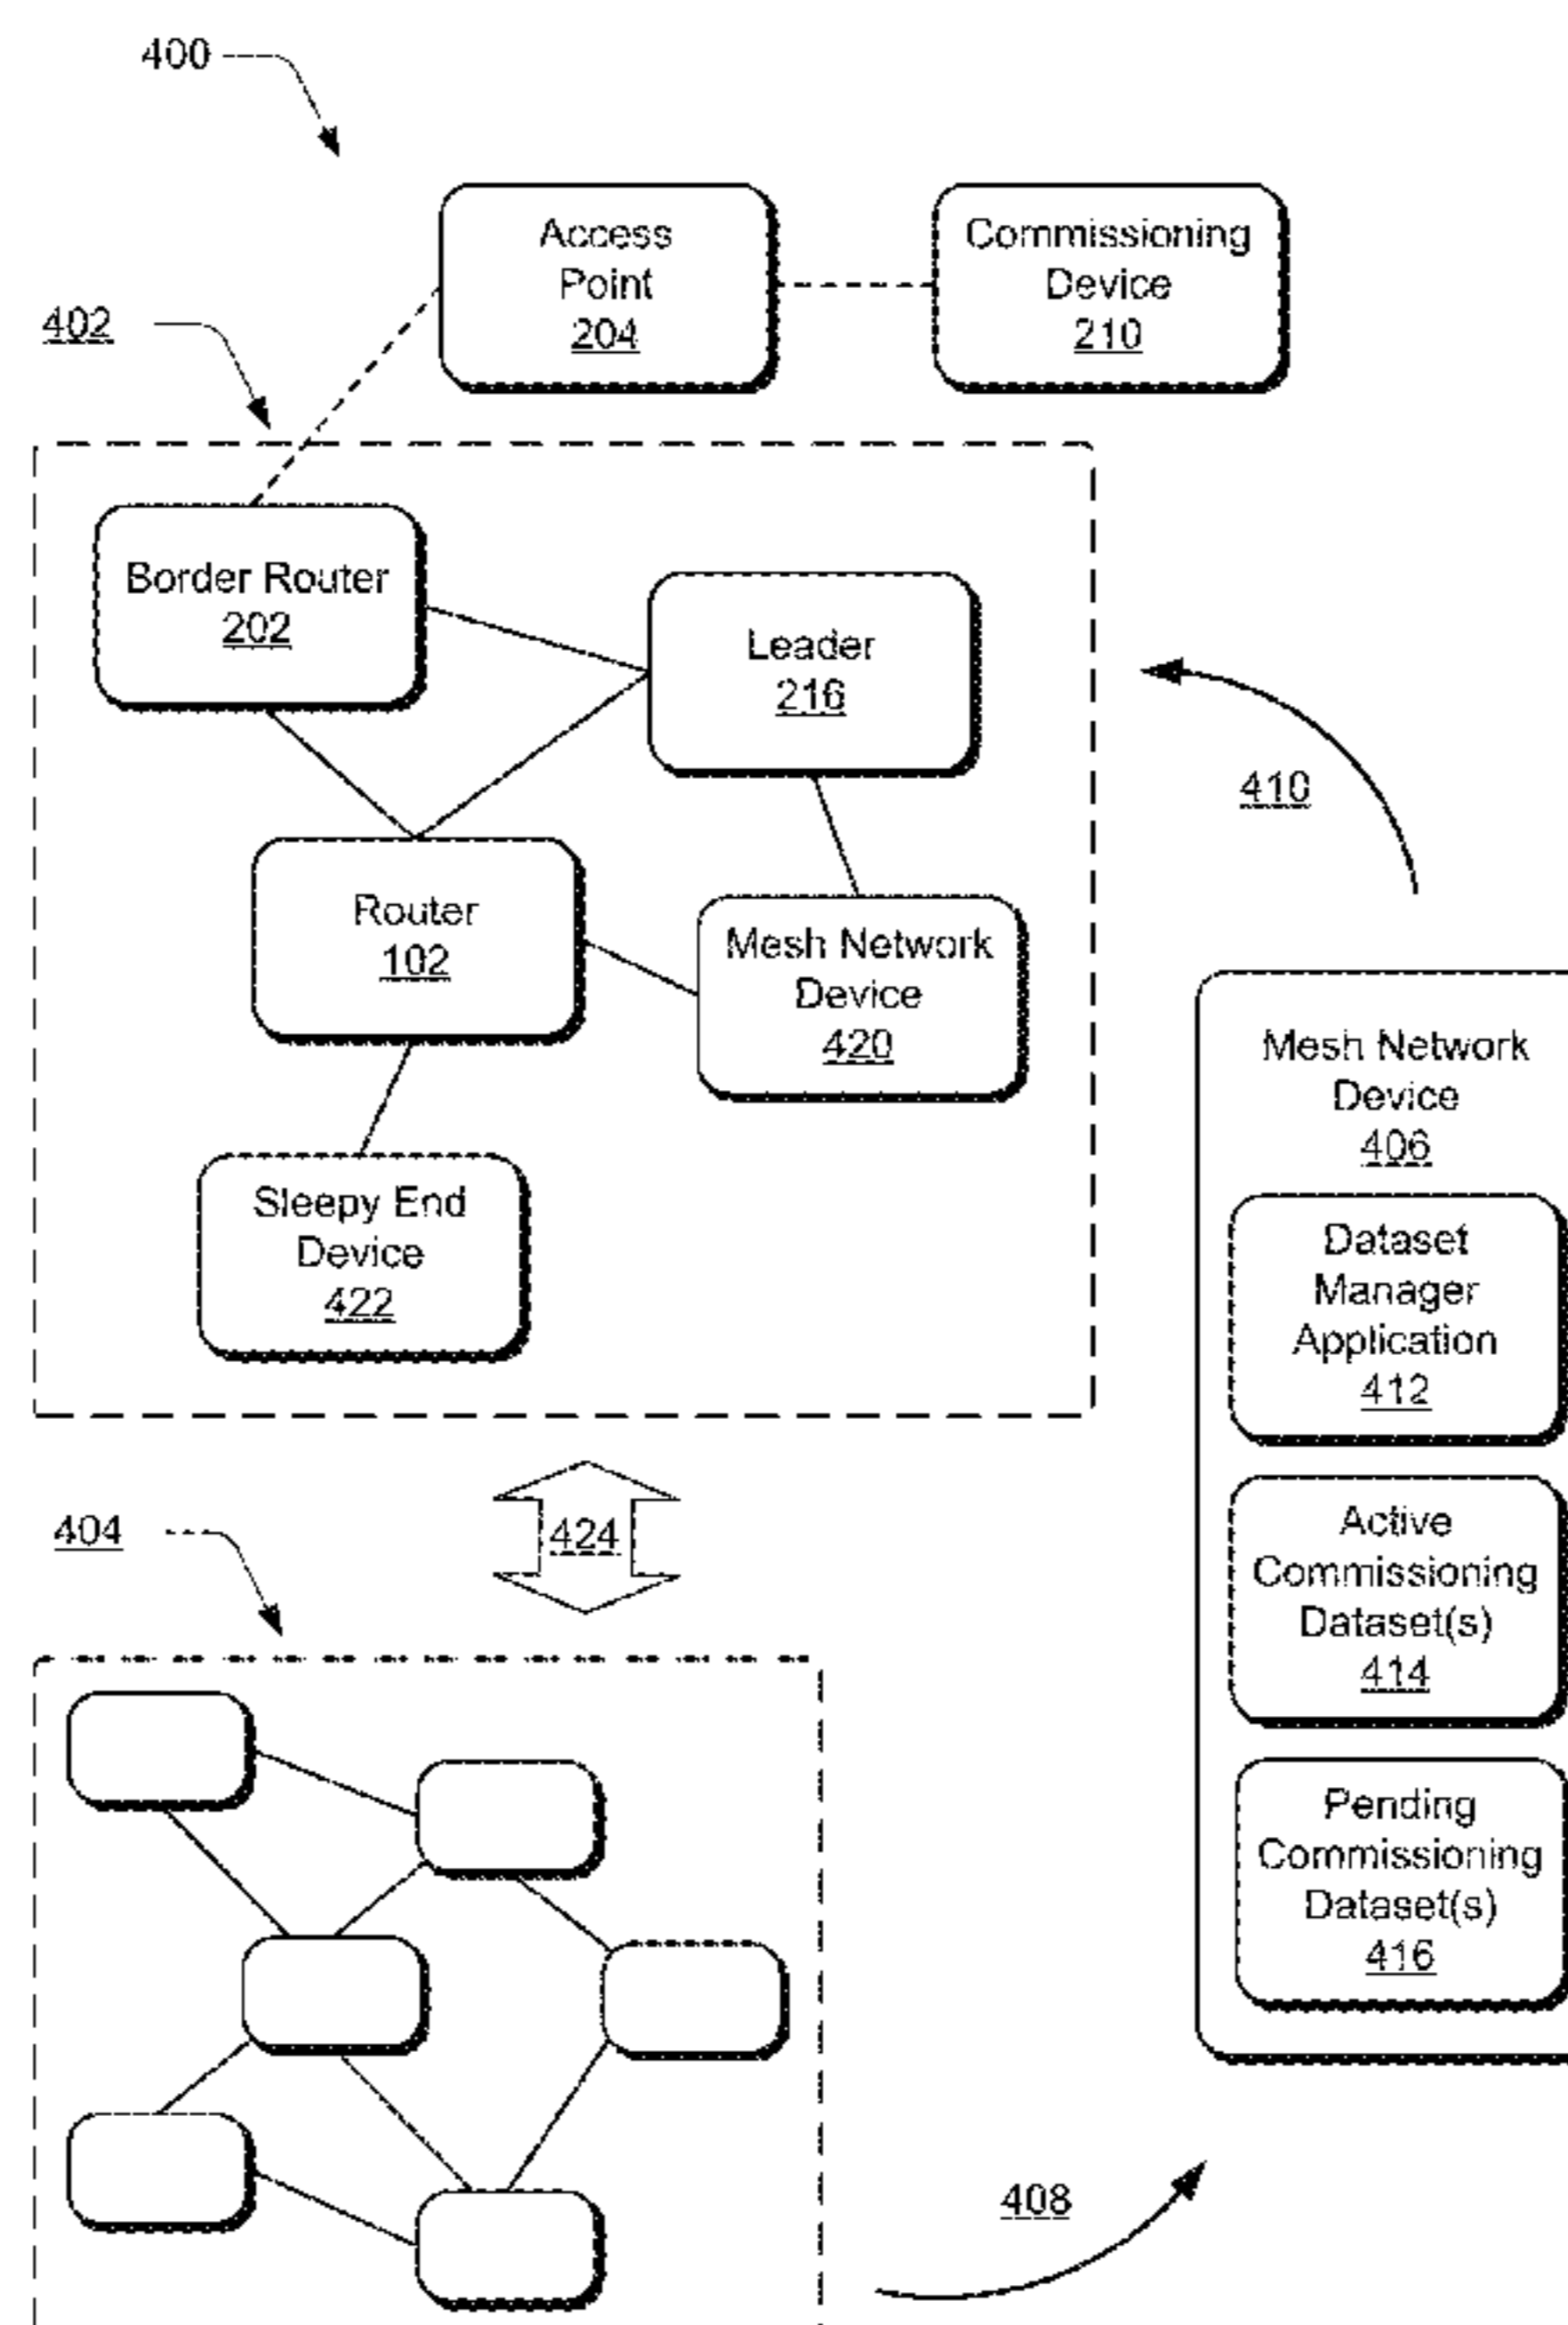 400
Access
Point
204
Commissioning
Device
210
402
Border Router
202
Leader
216
410
Router
102
Mesh Network
Device
420
Mesh Network
Device
406
Sleepy End
Device
422
Dataset
Manager
Application
412
424
404
Active
Commissioning
Dataset(s)
414
Pending
Commissioning
Dataset(s)
416
408